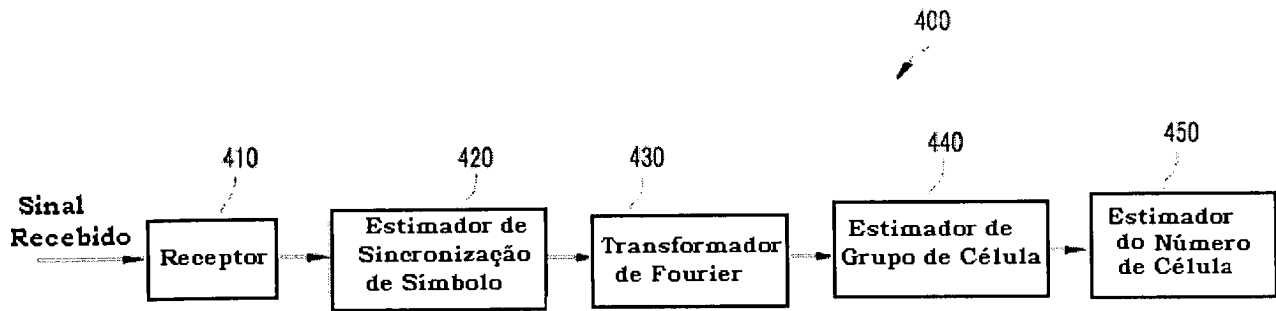 400
410
420
430
440
450
Sinal
Recebido
Receptor
Estimador de
Sincronização
de Símbolo
Transformador
de Fourier
Estimador de
Grupo de Célula
Estimador
do Número
de Célula